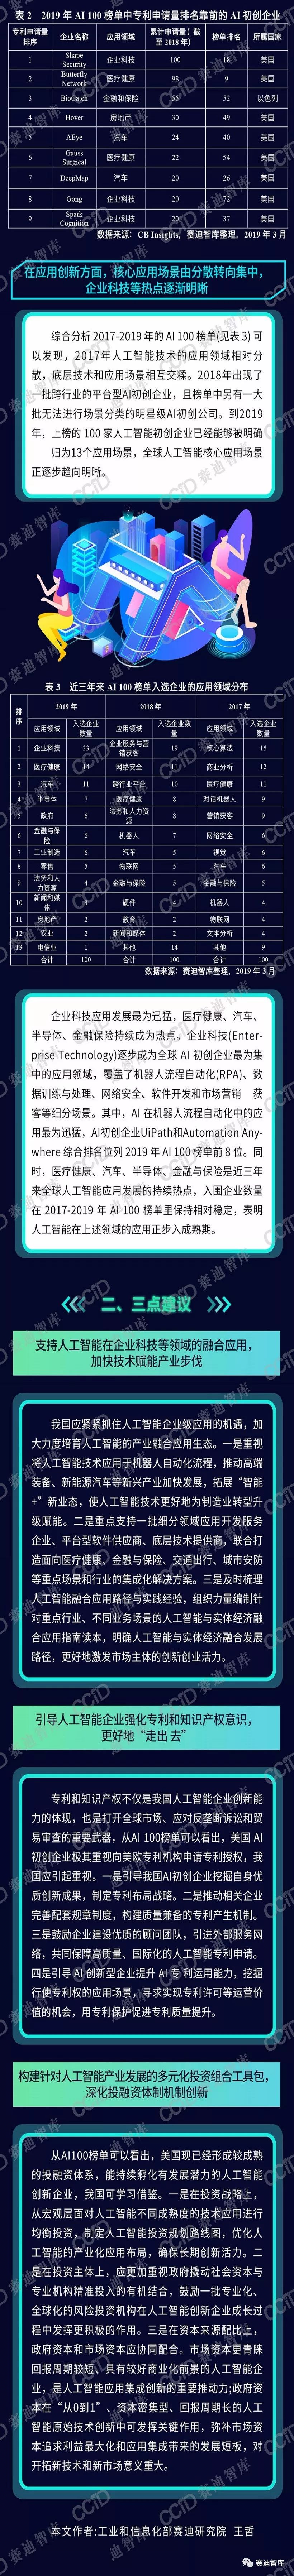 表 2 2019 年 AI 100 榜单中专利申请量排名靠前的 AI 初创企业
专利申请量排序 企业名称 应用领域 累计申请量（截至 2018 年） 榜单排名 所属国家
1 Shape Security 企业科技 100 18 美国
2 Butterfly Network 医疗健康 98 9 美国
3 BioCatch 金融和保险 55 52 以色列
4 Hover 房地产 30 49 美国
5 AEye 汽车 24 40 美国
6 Gauss Surgical 医疗健康 22 54 美国
7 DeepMap 汽车 20 26 美国
8 Gong 企业科技 20 72 美国
9 Spark Cognition 企业科技 20 37 美国
数据来源：CB Insights，赛迪智库整理，2019 年 3 月
在应用创新方面，核心应用场景由分散转向集中，
企业科技等热点逐渐明晰
综合分析 2017-2019 年的 AI 100 榜单(见表 3) 可
以发现，2017年人工智能技术的应用领域相对分
散，底层技术和应用场景相互交糅。2018年出现了
一批跨行业的平台型AI初创企业，且榜单中另有一大
批无法进行场景分类的明星级AI初创公司。到2019
年，上榜的 100 家人工智能初创企业已经能够被明确
归为13个应用场景，全球人工智能核心应用场景
正逐步趋向明晰。
表 3 近三年来 AI 100 榜单入选企业的应用领域分布
排序 2019 年 2018 年 2017 年
应用领域 入选企业数量 应用领域 入选企业数量 应用领域 入选企业数量
1 企业科技 33 企业服务与营销获客 19 核心算法 15
2 医疗健康 14 网络安全 11 商业分析 12
3 汽车 11 跨行业平台 10 医疗健康 11
4 半导体 7 医疗健康 8 对话机器人 9
5 政府 6 法务和人力资源 8 营销获客 9
6 金融与保险 6 机器人 7 网络安全 6
7 工业制造 6 汽车 5 视觉 6
8 零售 5 物联网 5 汽车 6
9 法务和人力资源 4 金融与保险 5 金融与保险 5
10 新闻和媒体 3 硬件 4 机器人 4
11 房地产 2 教育 2 物联网 4
12 农业 2 新闻和媒体 2 文本分析 4
13 电信业 1 其他 14 其他 9
合计 100 合计 100 合计 100
数据来源：赛迪智库整理，2019 年 3 月
企业科技应用发展最为迅猛，医疗健康、汽车、
半导体、金融保险持续成为热点。企业科技(Enter-
prise Technology)逐步成为全球 AI 初创企业最为集
中的应用领域，覆盖了机器人流程自动化(RPA)、数
据训练与处理、网络安全、软件开发和市场营销 获
客等细分场景。其中，AI 在机器人流程自动化中的应
用最为迅猛，AI初创企业UiPath和Automation Any-
where 综合排名位列 2019 年 AI 100 榜单前 8 位。同
时，医疗健康、汽车、半导体、金融与保险是近三年
来全球人工智能应用发展的持续热点，入围企业数量
在 2017-2019 年 AI 100 榜单里保持相对稳定，表明
人工智能在上述领域的应用正步入成熟期。
二、三点建议
支持人工智能在企业科技等领域的融合应用，
加快技术赋能产业步伐
我国应紧紧抓住人工智能企业级应用的机遇，加
大力度培育人工智能的产业融合应用生态。一是重视
将人工智能技术应用于机器人自动化流程，推动高端
装备、新能源汽车等新兴产业加快发展，拓展“智能
+”新业态，使人工智能技术更好地为制造业转型升
级赋能。二是重点支持一批细分领域应用开发服务
企业、平台型软件供应商、底层技术提供商，联合打
造面向医疗健康、金融与保险、交通出行、城市安防
等重点场景和行业的集成化解决方案。三是及时梳理
人工智能融合应用路径与实践经验，组织力量编制针
对重点行业、不同业务场景的人工智能与实体经济融
合应用指南读本，明确人工智能与实体经济融合发展
路径，更好地激发市场主体的创新创业活力。
引导人工智能企业强化专利和知识产权意识，
更好地“走出 去”
专利和知识产权不仅是我国人工智能企业创新能
力的体现，也是打开全球市场、应对反垄断诉讼和贸
易审查的重要武器，从AI 100榜单可以看出，美国 AI
初创企业极其重视向美欧专利机构申请专利授权，我
国应引起重视。一是引导我国AI初创企业挖掘自身优
质创新成果，制定专利布局战略。二是推动相关企业
完善配套规章制度，构建质量兼备的专利产生机制。
三是鼓励企业建设优质的顾问团队，引进外部服务网
络，共同保障高质量、国际化的人工智能专利申请。
四是引导 AI 创新型企业提升 AI 专 利运用能力，挖掘
行使专利权的应用场景，寻求实现专利许可等运营价
值的机会，用专利保护促进专利质量提升。
构建针对人工智能产业发展的多元化投资组合工具包，
深化投融资体制机制创新
从AI100榜单可以看出，美国现已经形成较成熟
的投融资体系，能持续孵化有发展潜力的人工智能
创新企业，我国可学习借鉴。一是在投资战略上，
从宏观层面对人工智能不同成熟度的技术应用进行
均衡投资，制定人工智能投资规划路线图，优化人
工智能的产业化应用布局，确保长期创新活力。二
是在投资主体上，应更加重视政府撬动社会资本与
专业机构精准投入的有机结合，鼓励一批专业化、
全球化的风险投资机构在人工智能创新企业成长过
程中发挥更积极的作用。三是在资本来源配比上，
政府资本和市场资本应协同配合。市场资本更青睐
回报周期较短、具有较好商业化前景的人工智能企
业，是人工智能应用集成创新的重要推动力;政府资
本在“从0到1”、资本密集型、回报周期长的人工
智能原始技术创新中可发挥关键作用，弥补市场资
本追求利益最大化和应用集成带来的发展短板，对
开拓新技术和新市场意义重大。
本文作者:工业和信息化部赛迪研究院 王哲
赛迪智库